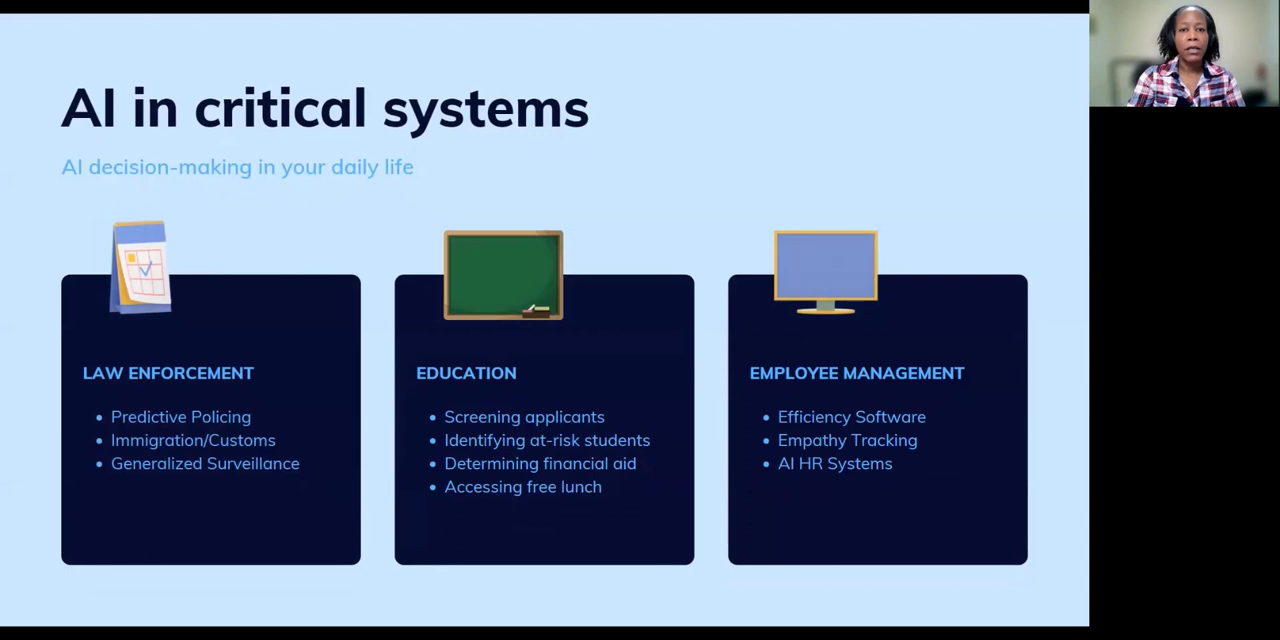 AI in critical systems
AI decision-making in your daily life
LAW ENFORCEMENT
• Predictive Policing
• Immigration/Customs
• Generalized Surveillance
EDUCATION
• Screening applicants
• Identifying at-risk students
• Determining financial aid
• Accessing free lunch
EMPLOYEE MANAGEMENT
• Efficiency Software
• Empathy Tracking
• AI HR Systems